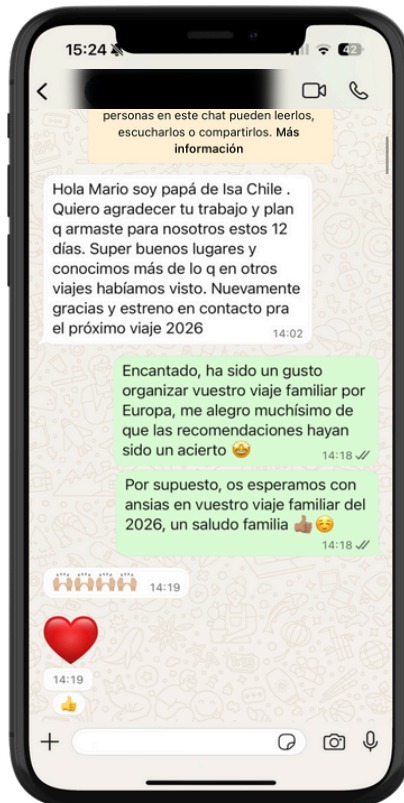 15:24
42
personas en este chat pueden leerlos,
escucharlos o compartirlos. Más
información
Hola Mario soy papá de Isa Chile .
Quiero agradecer tu trabajo y plan
q armaste para nosotros estos 12
días. Super buenos lugares y
conocimos más de lo q en otros
viajes habíamos visto. Nuevamente
gracias y estreno en contacto pra
el próximo viaje 2026
14:02
Encantado, ha sido un gusto
organizar vuestro viaje familiar por
Europa, me alegro muchísimo de
que las recomendaciones hayan
sido un acierto 🤩
14:18
Por supuesto, os esperamos con
ansias en vuestro viaje familiar del
2026, un saludo familia 👍🏽☺️
14:18
🙌🏼🙌🏼🙌🏼🙌🏼 14:19
14:19